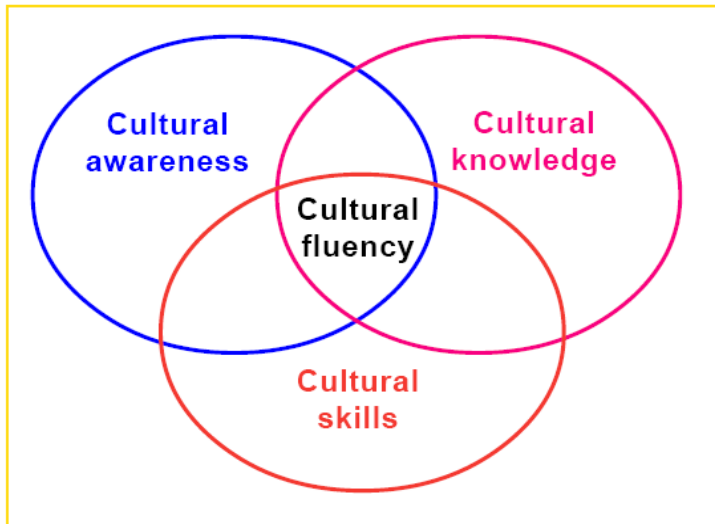 Cultural
awareness
Cultural
knowledge
Cultural
fluency
Cultural
skills